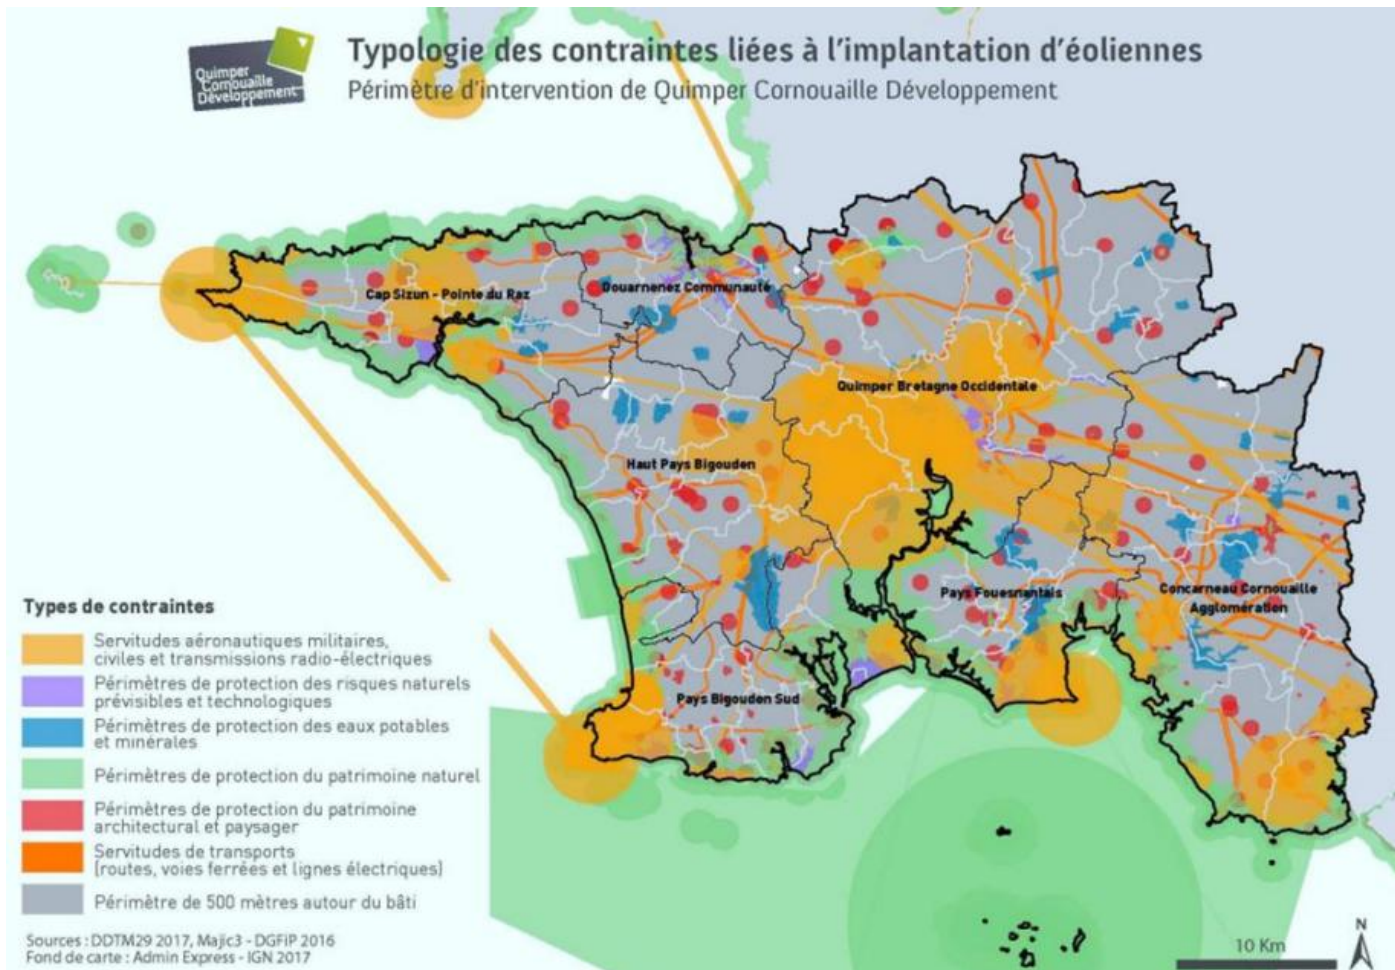 Quimper
Cornouaille
Développement
Typologie des contraintes liées à l'implantation d'éoliennes
Périmètre d'intervention de Quimper Cornouaille Développement
Cap Sizun - Pointe du Raz
Douarnenez Communauté
Quimper Bretagne Occidentale
Haut Pays Bigouden
Pays Fouesnantais
Concarneau Cornouaille
Agglomération
Pays Bigouden Sud
Types de contraintes
Servitudes aéronautiques militaires,
civiles et transmissions radio-électriques
Périmètres de protection des risques naturels
prévisibles et technologiques
Périmètres de protection des eaux potables
et minérales
Périmètres de protection du patrimoine naturel
Périmètres de protection du patrimoine
architectural et paysager
Servitudes de transports
(routes, voies ferrées et lignes électriques)
Périmètre de 500 mètres autour du bâti
Sources : DDTM29 2017, Majic3 - DGFiP 2016
Fond de carte : Admin Express - IGN 2017
10 Km
N